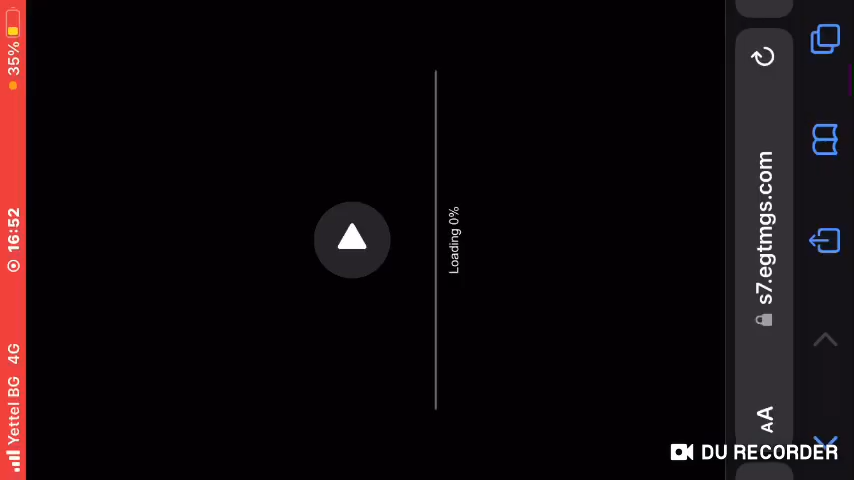 Yettel BG 4G
16:52
35%
Loading 0%
AA
s7.egtmgs.com
DU RECORDER